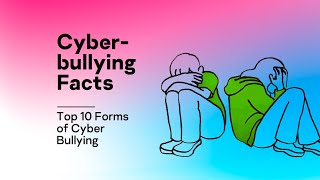 Cyber-
bullying
Facts
Top 10 Forms
of Cyber
Bullying